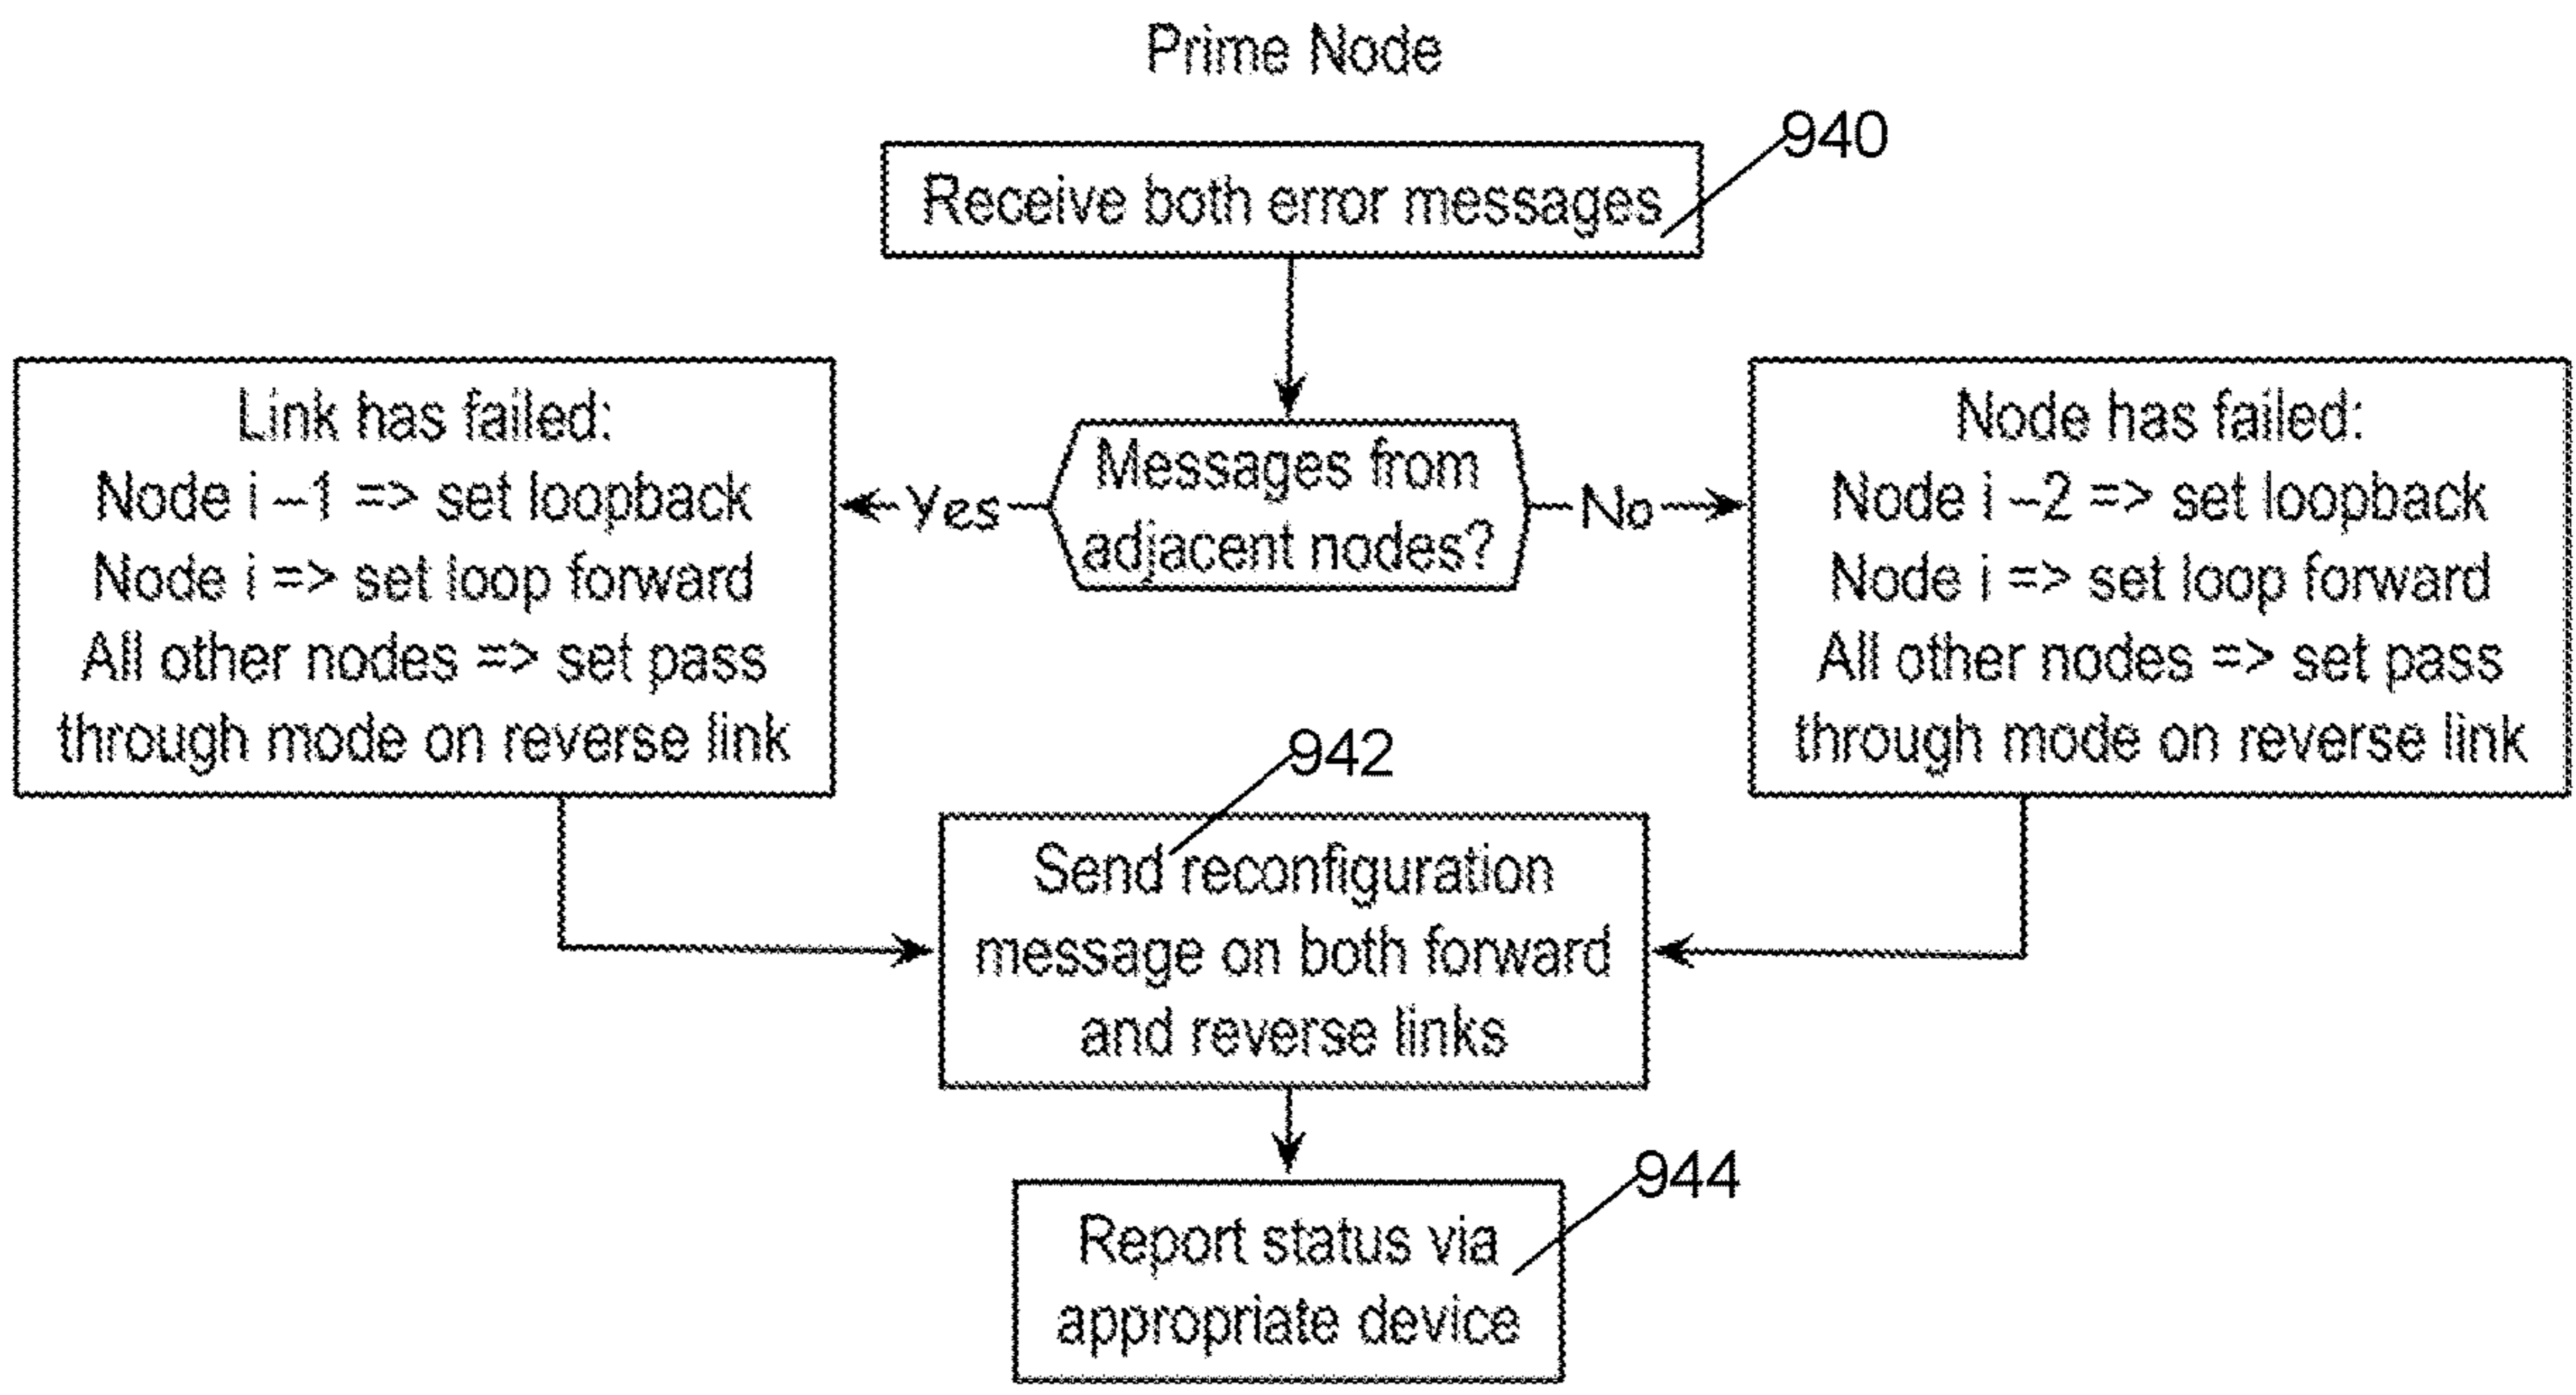 Prime Node
940
Receive both error messages
Messages from
adjacent nodes?
Yes
No
Link has failed:
Node i –1 => set loopback
Node i => set loop forward
All other nodes => set pass
through mode on reverse link
Node has failed:
Node i –2 => set loopback
Node i => set loop forward
All other nodes => set pass
through mode on reverse link
942
Send reconfiguration
message on both forward
and reverse links
944
Report status via
appropriate device